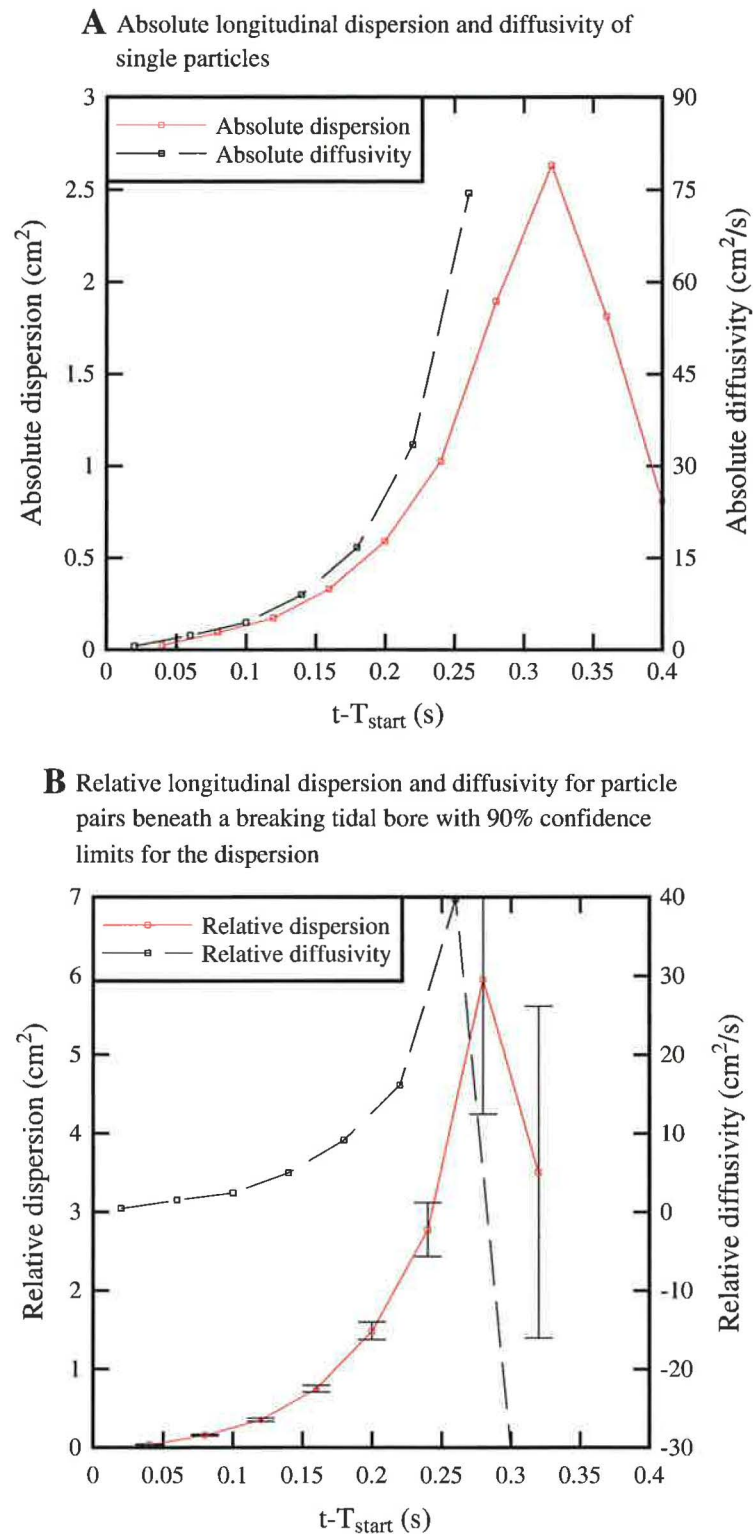 A Absolute longitudinal dispersion and diffusivity of
single particles
Absolute dispersion
Absolute diffusivity
3
2.5
2
1.5
1
0.5
0
Absolute dispersion (cm²)
90
75
60
45
30
15
0
Absolute diffusivity (cm²/s)
0 0.05 0.1 0.15 0.2 0.25 0.3 0.35 0.4
t-Tstart (s)
B Relative longitudinal dispersion and diffusivity for particle
pairs beneath a breaking tidal bore with 90% confidence
limits for the dispersion
Relative dispersion
Relative diffusivity
7
6
5
4
3
2
1
0
Relative dispersion (cm²)
40
30
20
10
0
-10
-20
-30
Relative diffusivity (cm²/s)
0 0.05 0.1 0.15 0.2 0.25 0.3 0.35 0.4
t-Tstart (s)